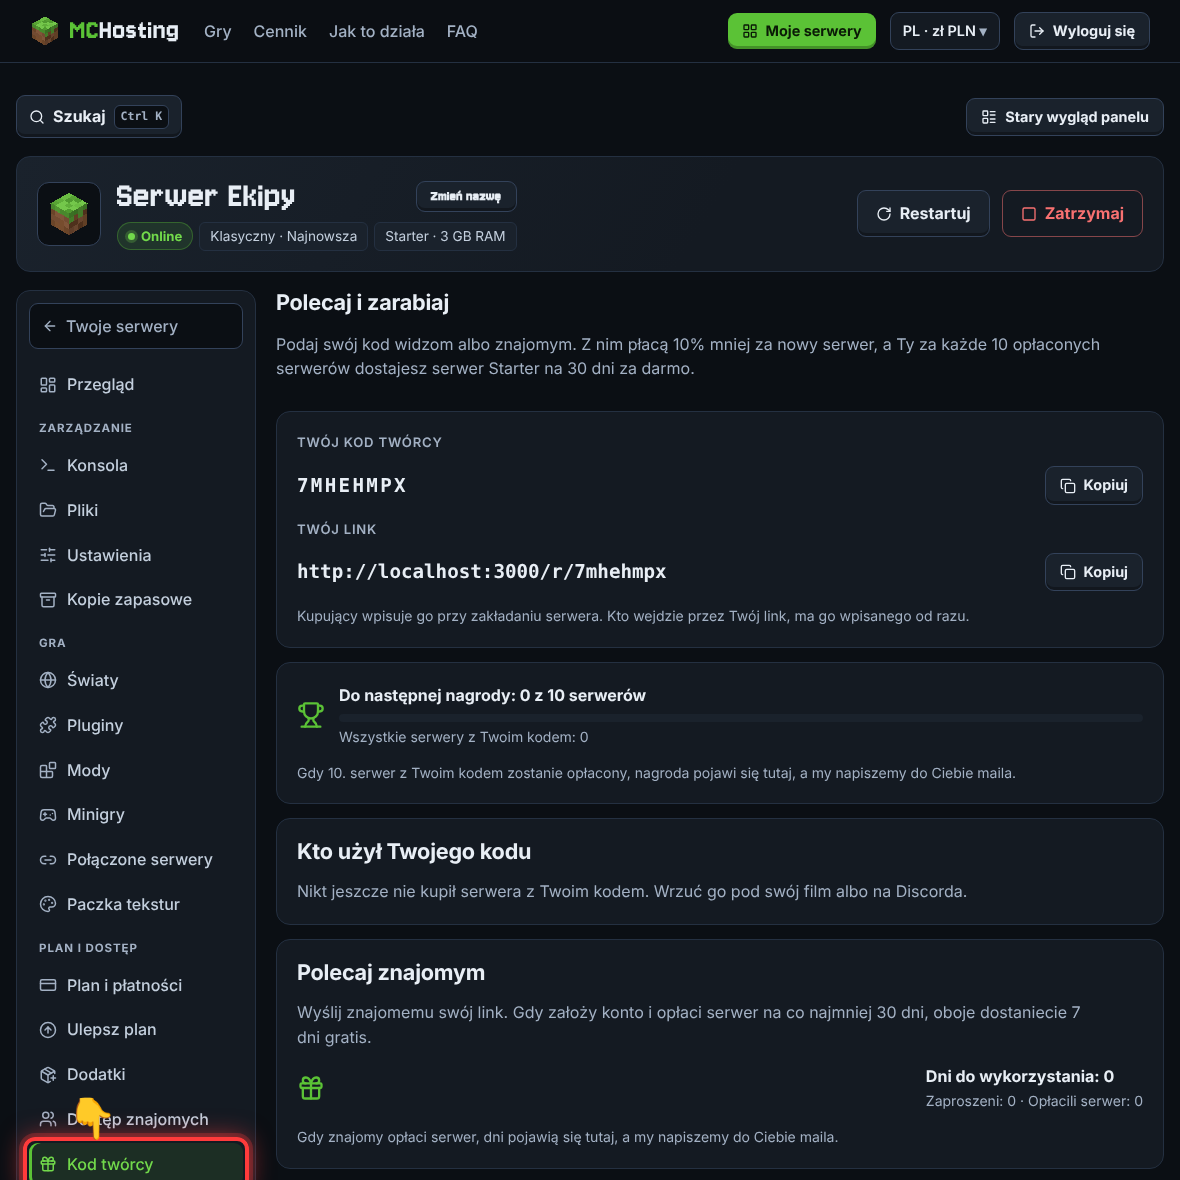 MCHosting
Gry
Cennik
Jak to działa
FAQ
Moje serwery
PL · zł PLN ▾
Wyloguj się
Szukaj
Ctrl K
Stary wygląd panelu
Serwer Ekipy
Zmień nazwę
Online
Klasyczny · Najnowsza
Starter · 3 GB RAM
Restartuj
Zatrzymaj
Twoje serwery
Przegląd
ZARZĄDZANIE
Konsola
Pliki
Ustawienia
Kopie zapasowe
GRA
Światy
Pluginy
Mody
Minigry
Połączone serwery
Paczka tekstur
PLAN I DOSTĘP
Plan i płatności
Ulepsz plan
Dodatki
znajomych
Kod twórcy
Polecaj i zarabiaj
Podaj swój kod widzom albo znajomym. Z nim płacą 10% mniej za nowy serwer, a Ty za każde 10 opłaconych
serwerów dostajesz serwer Starter na 30 dni za darmo.
TWÓJ KOD TWÓRCY
7MHEHMPX
Kopiuj
TWÓJ LINK
http://localhost:3000/r/7mhehmpx
Kopiuj
Kupujący wpisuje go przy zakładaniu serwera. Kto wejdzie przez Twój link, ma go wpisanego od razu.
Do następnej nagrody: 0 z 10 serwerów
Wszystkie serwery z Twoim kodem: 0
Gdy 10. serwer z Twoim kodem zostanie opłacony, nagroda pojawi się tutaj, a my napiszemy do Ciebie maila.
Kto użył Twojego kodu
Nikt jeszcze nie kupił serwera z Twoim kodem. Wrzuć go pod swój film albo na Discorda.
Polecaj znajomym
Wyślij znajomemu swój link. Gdy założy konto i opłaci serwer na co najmniej 30 dni, oboje dostaniecie 7
dni gratis.
Dni do wykorzystania: 0
Zaproszeni: 0 · Opłacili serwer: 0
Gdy znajomy opłaci serwer, dni pojawią się tutaj, a my napiszemy do Ciebie maila.